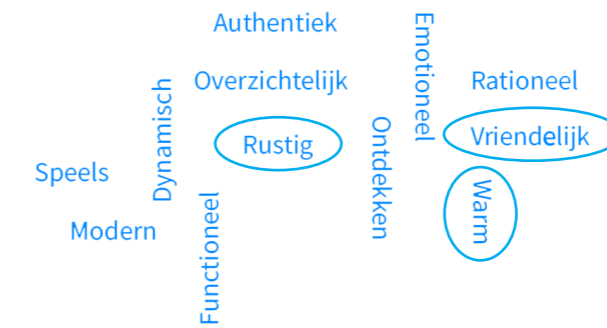 Authentiek
Emotioneel
Overzichtelijk
Rationeel
Dynamisch
Rustig
Ontdekken
Vriendelijk
Speels
Warm
Modern
Functioneel